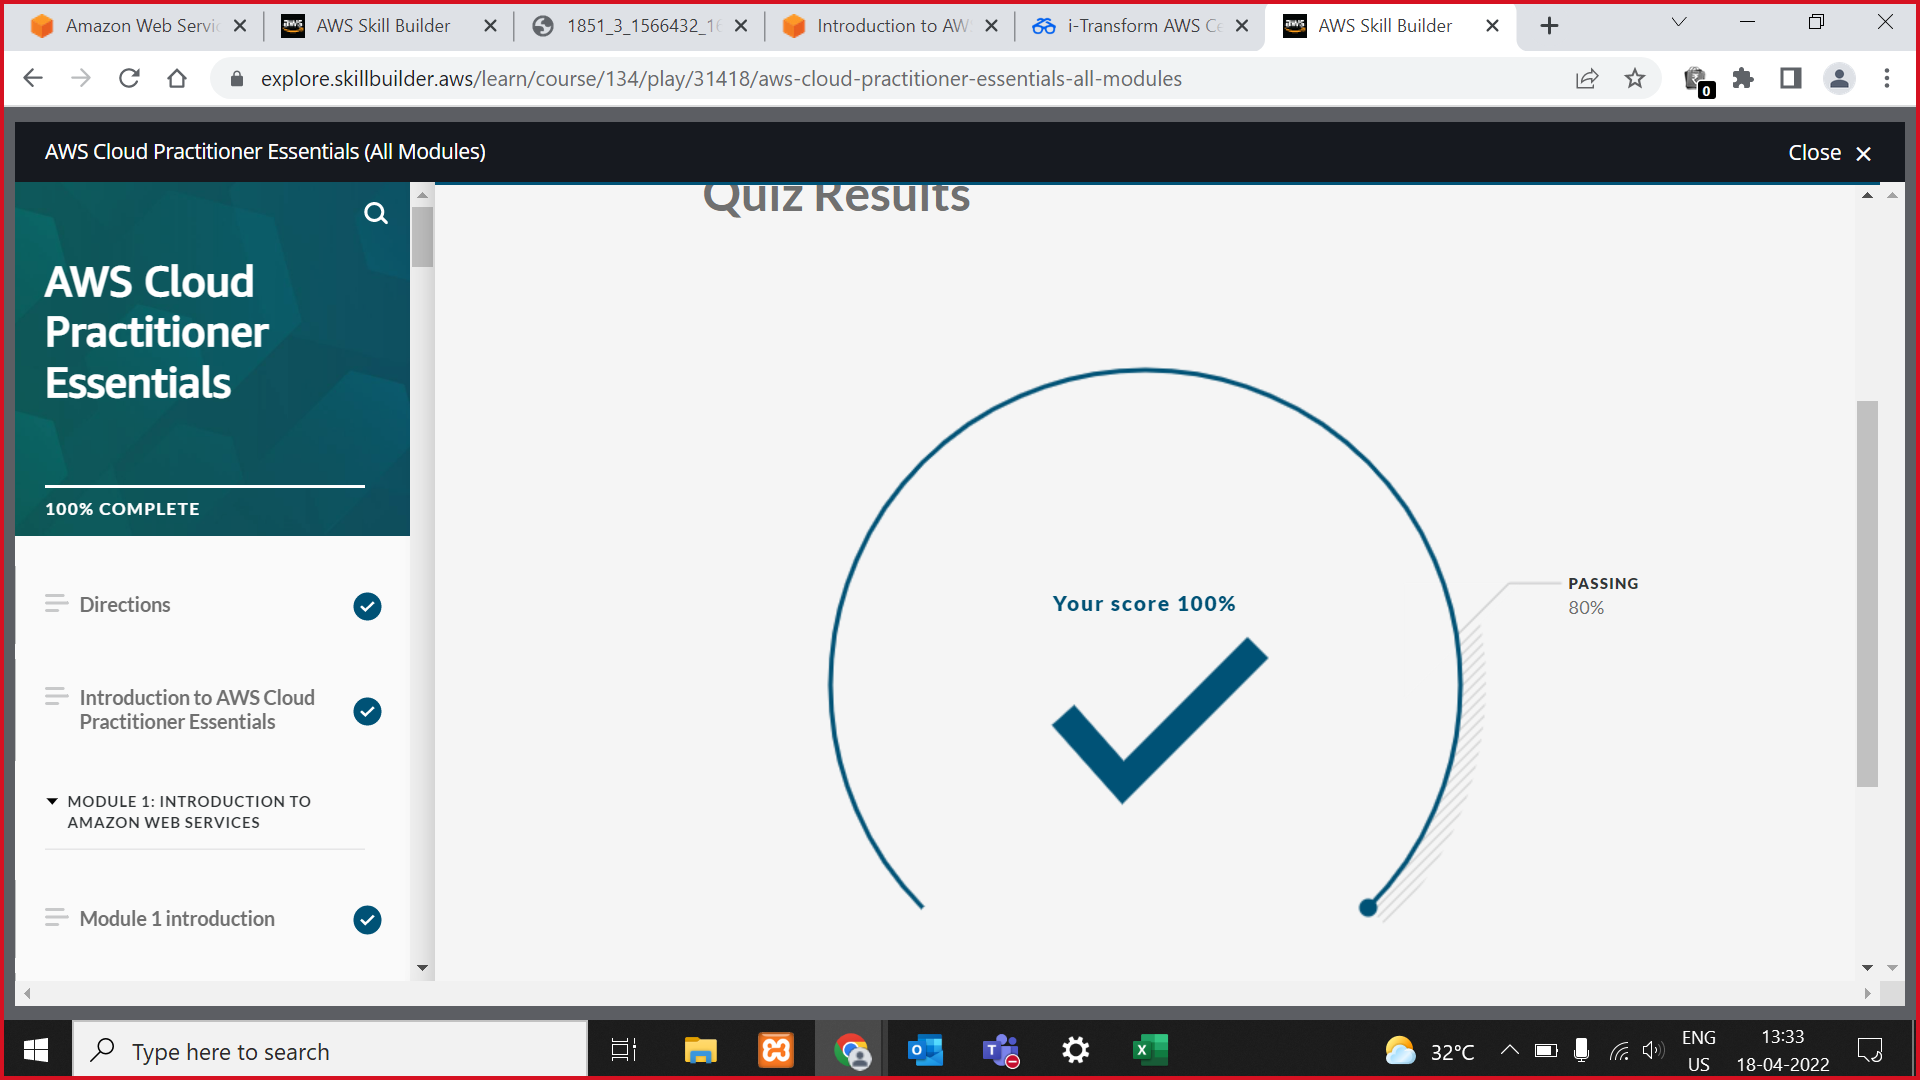 Amazon Web Servic
AWS Skill Builder
1851_3_1566432_16
Introduction to AW
i-Transform AWS Ce
AWS Skill Builder
explore.skillbuilder.aws/learn/course/134/play/31418/aws-cloud-practitioner-essentials-all-modules
0
AWS Cloud Practitioner Essentials (All Modules)
Close
AWS Cloud
Practitioner
Essentials
100% COMPLETE
Directions
Introduction to AWS Cloud
Practitioner Essentials
MODULE 1: INTRODUCTION TO
AMAZON WEB SERVICES
Module 1 introduction
Quiz Results
Your score 100%
PASSING
80%
Type here to search
32°C
ENG
US
13:33
18-04-2022